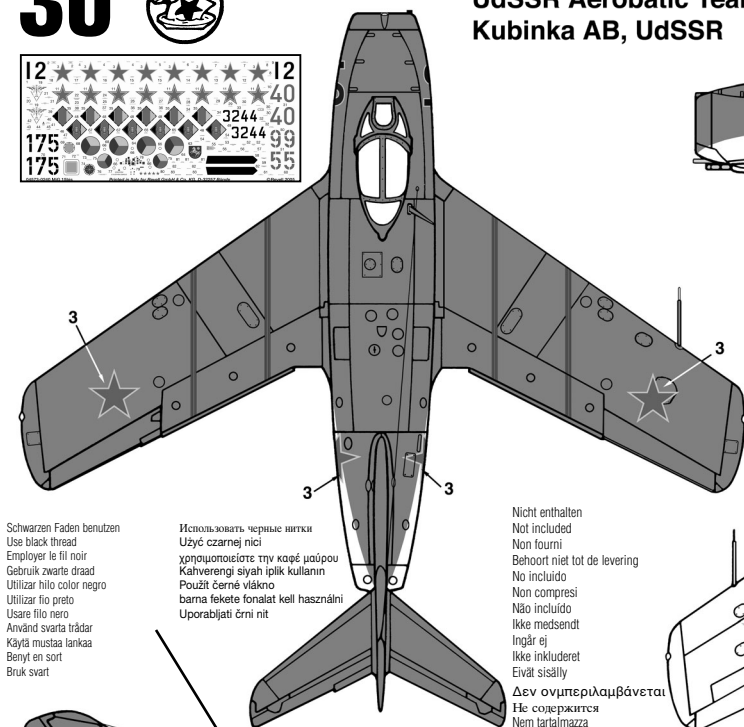 30
UdSSR Aerobatic Team
Kubinka AB, UdSSR
12
12
40
3244
40
3244
175
99
175
55
3
3
3
3
Schwarzen Faden benutzen
Use black thread
Employer le fil noir
Gebruik zwarte draad
Utilizar hilo color negro
Utilizar fio preto
Usare filo nero
Använd svarta trådar
Käytä mustaa lankaa
Benyt en sort
Bruk svart
Использовать черные нитки
Użyć czarnej nici
χρησιμοποιείστε την καφέ μαύρου
Kahverengi siyah iplik kullanın
Použít černé vlákno
barna fekete fonalat kell használni
Uporabljati črni nit
Nicht enthalten
Not included
Non fourni
Behoort niet tot de levering
No incluido
Non compresi
Não incluído
Ikke medsendt
Ingår ej
Ikke inkluderet
Eivät sisälly
Δεν ονμπεριλαμβάνεται
Не содержится
Nem tartalmazza